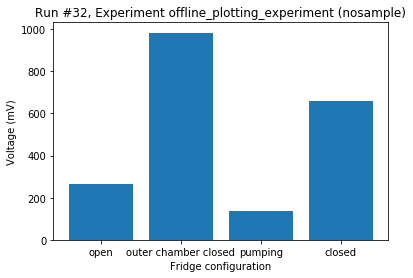 Run #32, Experiment offline_plotting_experiment (nosample)
1000
800
600
400
200
0
Voltage (mV)
open outer chamber closed pumping closed
Fridge configuration